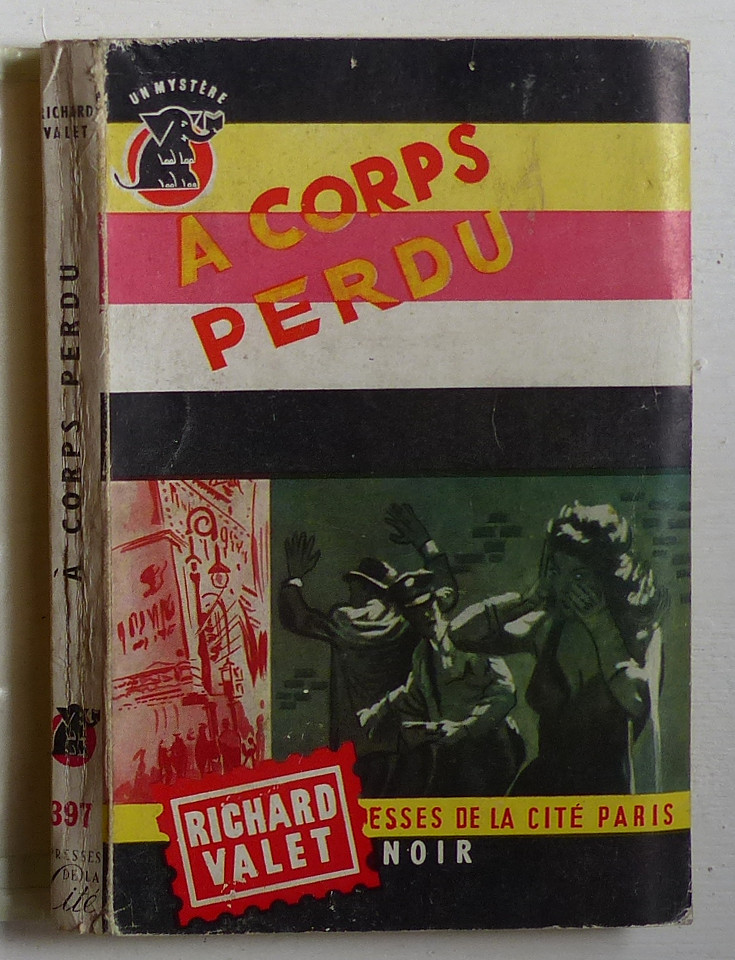 RICHARD
VALET
À CORPS PERDU
397
PRESSES
DE LA
Cité
UN MYSTÈRE
A CORPS
PERDU
RICHARD
VALET
ESSES DE LA CITÉ PARIS
NOIR